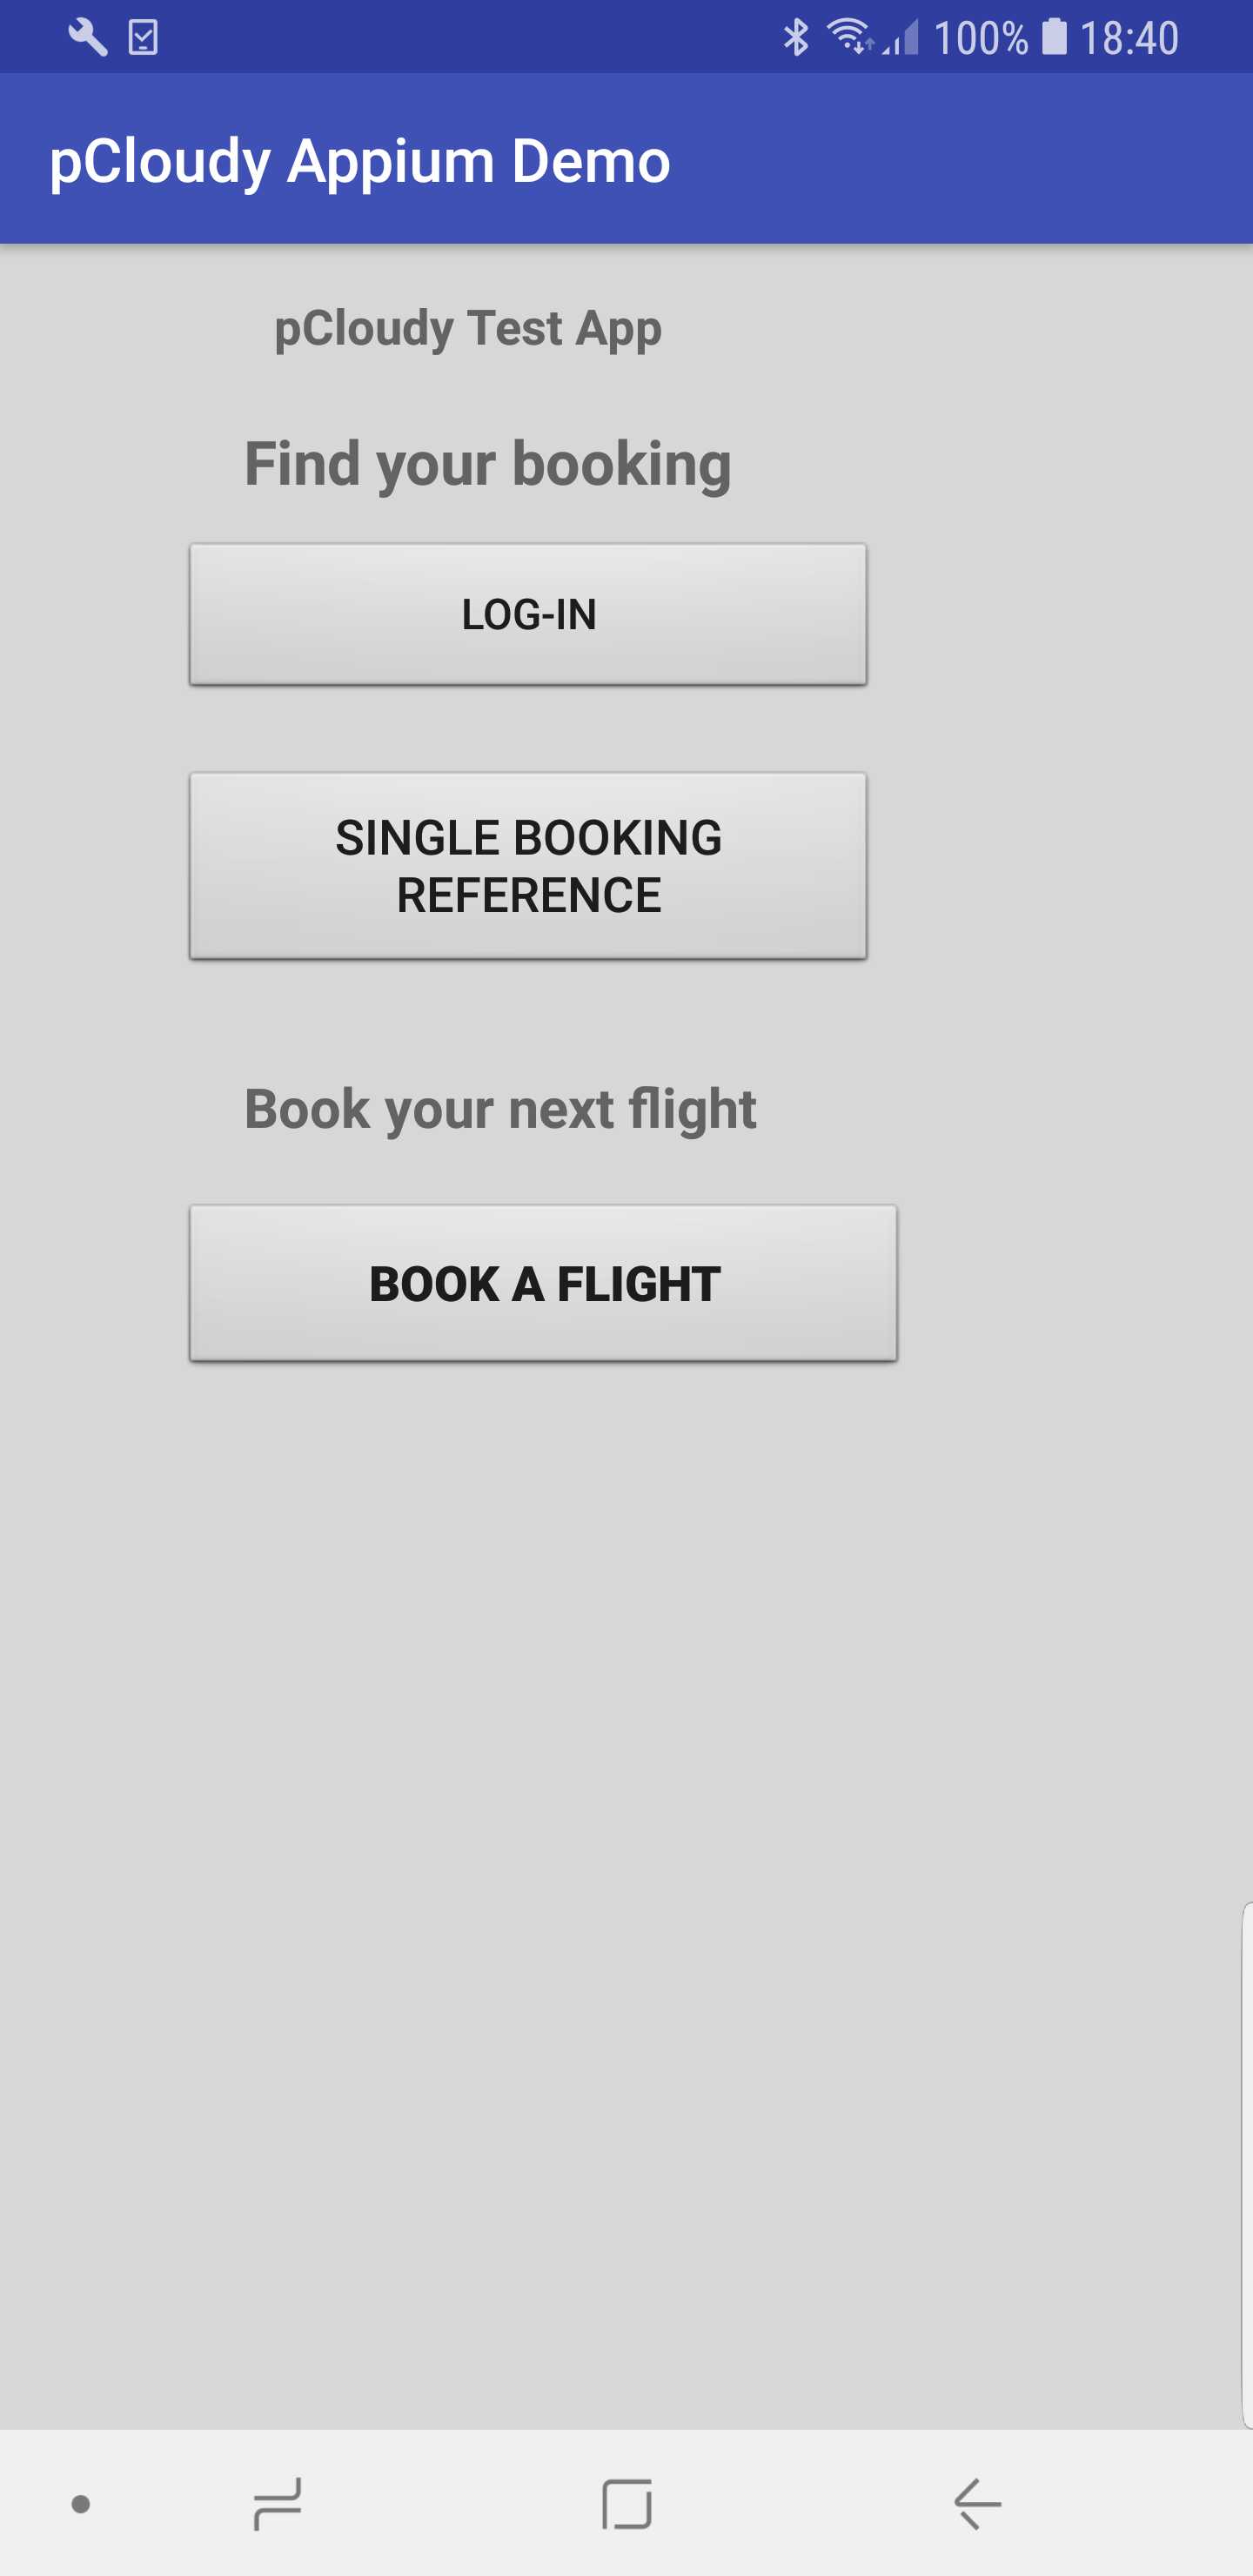 100% 18:40
pCloudy Appium Demo
pCloudy Test App
Find your booking
LOG-IN
SINGLE BOOKING
REFERENCE
Book your next flight
BOOK A FLIGHT